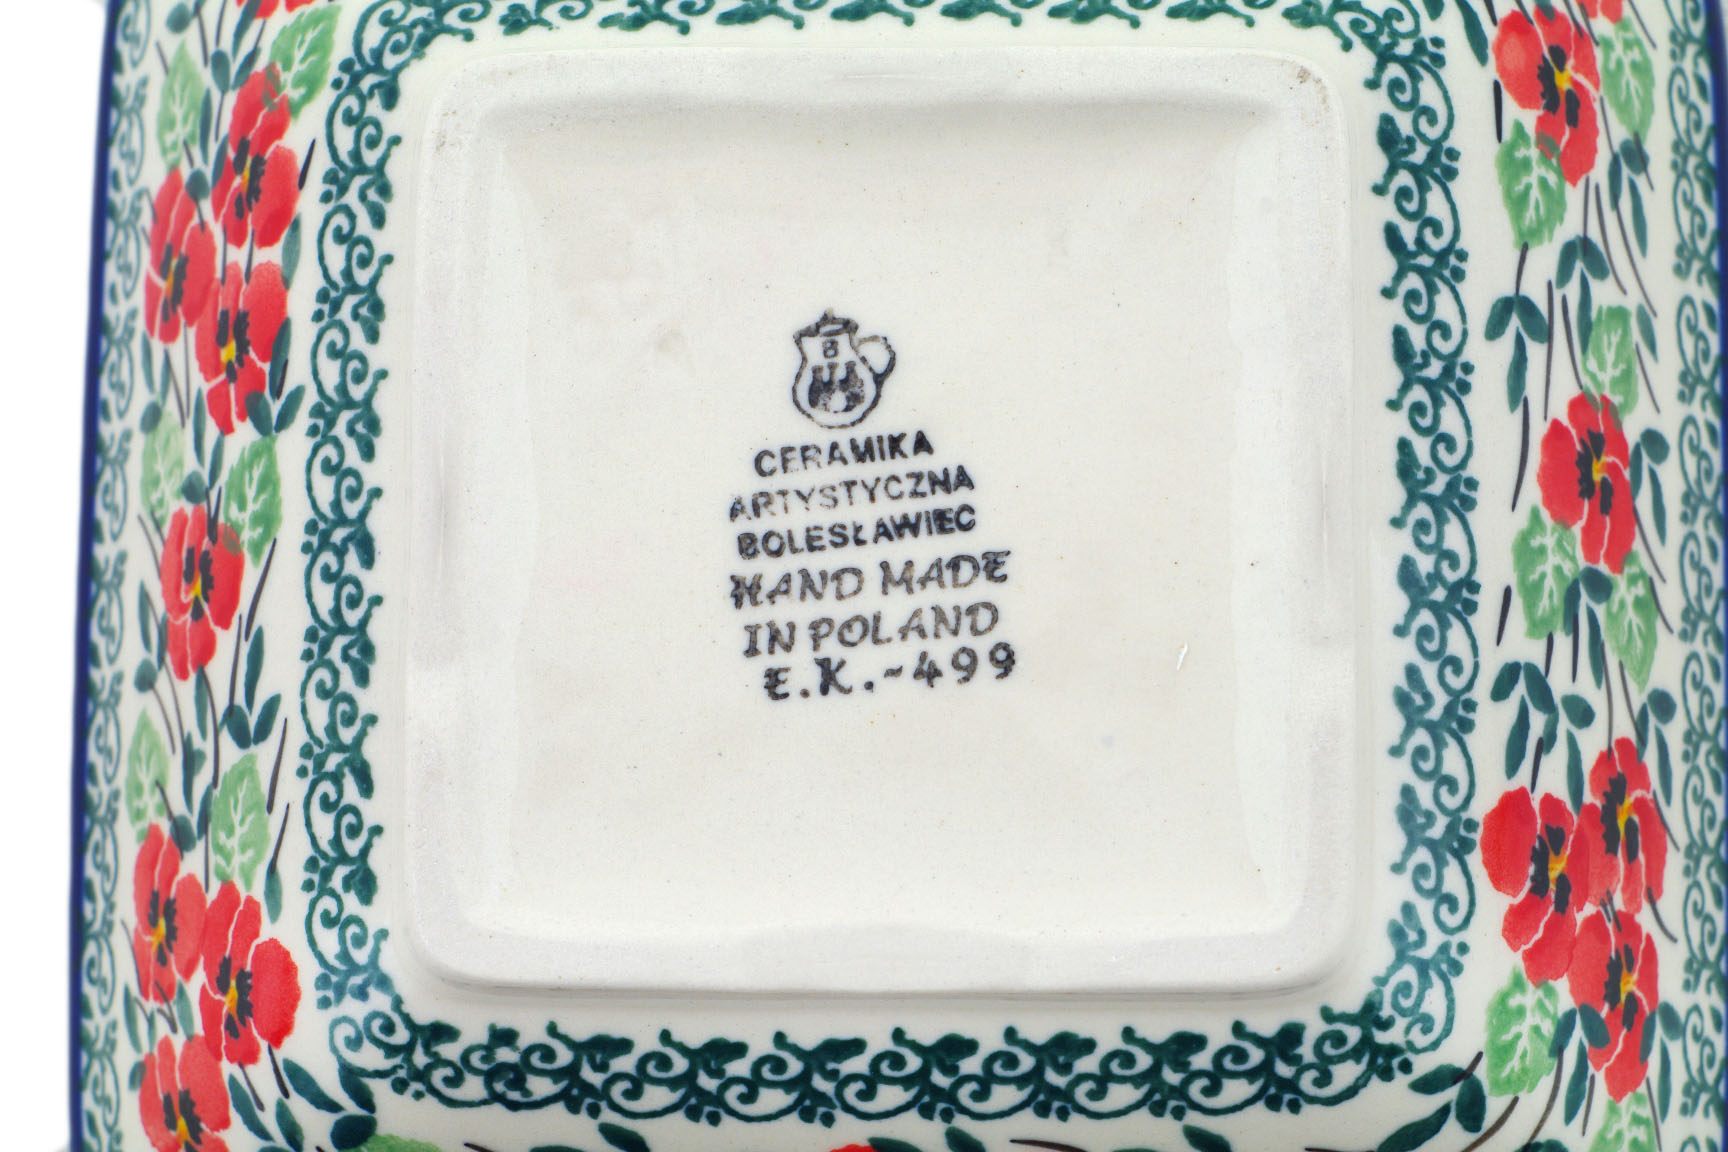 B
CERAMIKA
ARTYSTYCZNA
BOLESŁAWIEC
HAND MADE
IN POLAND
E.K.-499